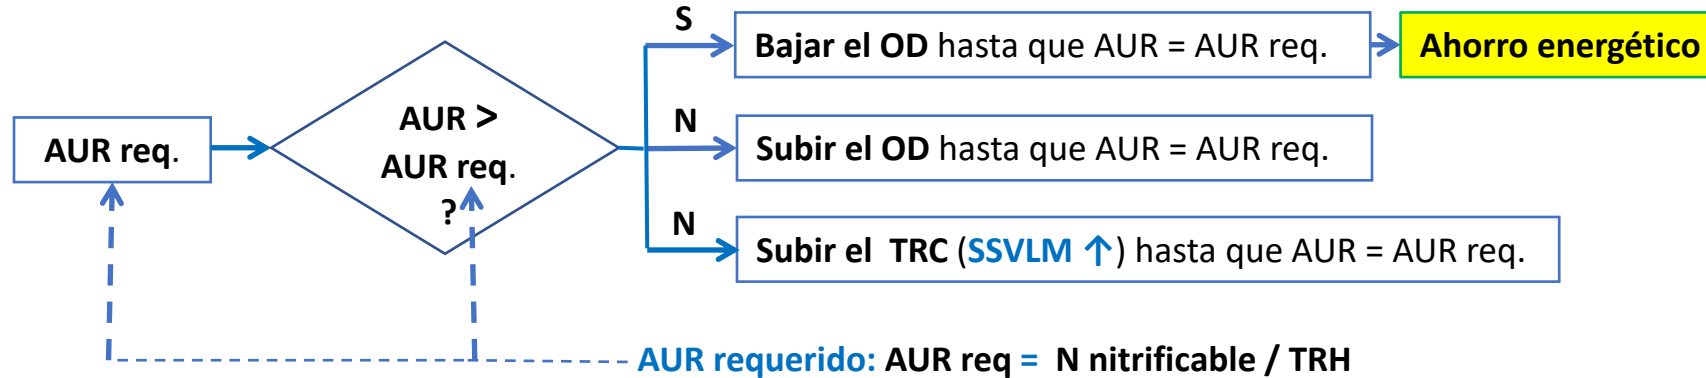 AUR req.
AUR >
AUR req.
?
S
Bajar el OD hasta que AUR = AUR req.
Ahorro energético
N
Subir el OD hasta que AUR = AUR req.
N
Subir el  TRC (SSVLM ↑) hasta que AUR = AUR req.
AUR requerido: AUR req =  N nitrificable / TRH